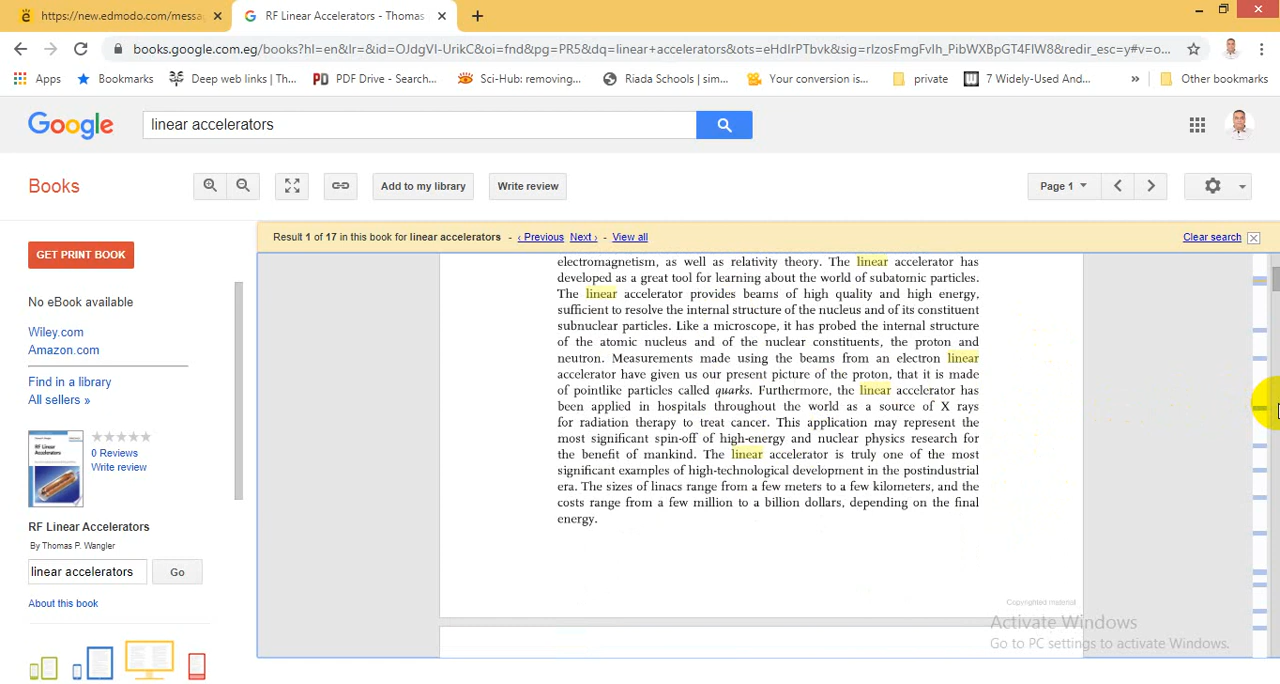 https://new.edmodo.com/messa
RF Linear Accelerators - Thomas
books.google.com.eg/books?hl=en&lr=&id=OJdgVI-UrikC&oi=fnd&pg=PR5&dq=linear+accelerators&ots=eHdlrPTbvk&sig=rIzosFmgFvIh_PibWXBpGT4FIW8&redir_esc=y#v=o...
Apps
Bookmarks
Deep web links | Th...
PDF Drive - Search...
Sci-Hub: removing...
Riada Schools | sim...
Your conversion is...
private
7 Widely-Used And...
»
Other bookmarks
Google
linear accelerators
Books
Add to my library
Write review
Page 1
Result 1 of 17 in this book for linear accelerators - ‹ Previous Next › - View all
Clear search
GET PRINT BOOK
No eBook available
Wiley.com
Amazon.com
Find in a library
All sellers »
RF Linear Accelerators
0 Reviews
Write review
RF Linear Accelerators
By Thomas P. Wangler
linear accelerators
Go
About this book
electromagnetism, as well as relativity theory. The linear accelerator has
developed as a great tool for learning about the world of subatomic particles.
The linear accelerator provides beams of high quality and high energy,
sufficient to resolve the internal structure of the nucleus and of its constituent
subnuclear particles. Like a microscope, it has probed the internal structure
of the atomic nucleus and of the nuclear constituents, the proton and
neutron. Measurements made using the beams from an electron linear
accelerator have given us our present picture of the proton, that it is made
of pointlike particles called quarks. Furthermore, the linear accelerator has
been applied in hospitals throughout the world as a source of X rays
for radiation therapy to treat cancer. This application may represent the
most significant spin-off of high-energy and nuclear physics research for
the benefit of mankind. The linear accelerator is truly one of the most
significant examples of high-technological development in the postindustrial
era. The sizes of linacs range from a few meters to a few kilometers, and the
costs range from a few million to a billion dollars, depending on the final
energy.
Copyrighted material
Activate Windows
Go to PC settings to activate Windows.